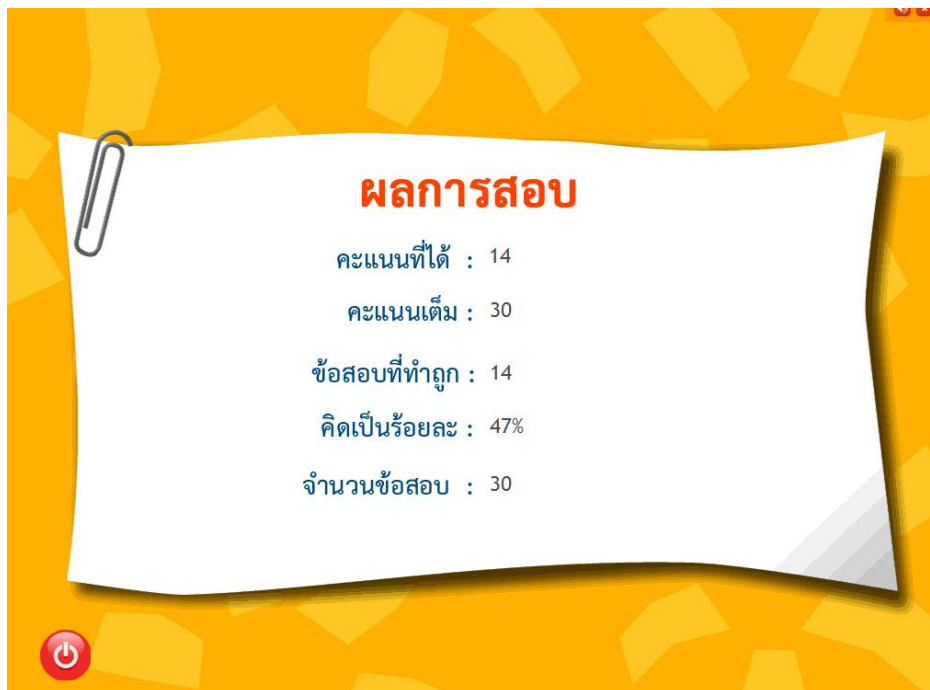 ผลการสอบ
คะแนนที่ได้ : 14
คะแนนเต็ม : 30
ข้อสอบที่ทำถูก : 14
คิดเป็นร้อยละ : 47%
จำนวนข้อสอบ : 30